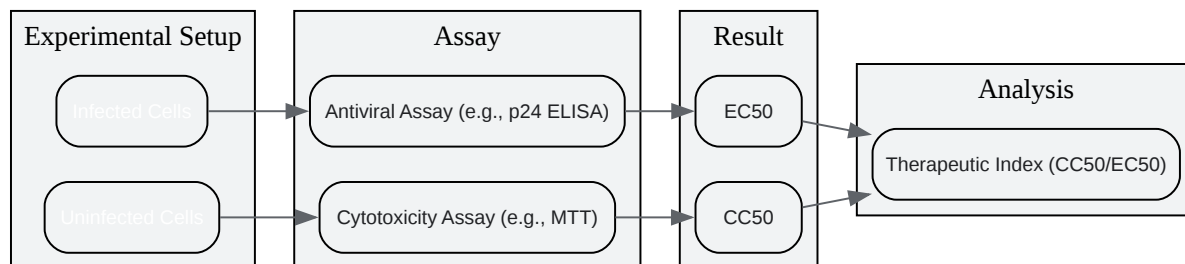 Experimental Setup
Assay
Result
Analysis
Infected Cells
Antiviral Assay (e.g., p24 ELISA)
EC50
Therapeutic Index (CC50/EC50)
Uninfected Cells
Cytotoxicity Assay (e.g., MTT)
CC50